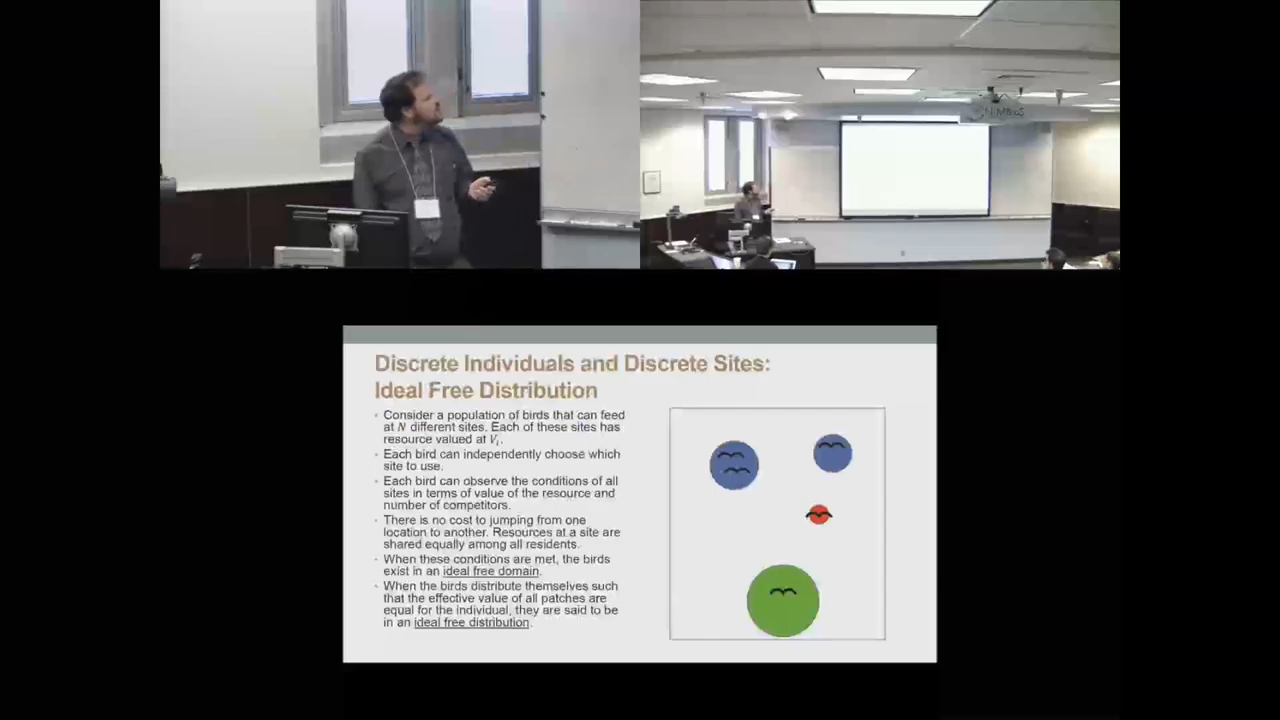 NIMBioS
Discrete Individuals and Discrete Sites:
Ideal Free Distribution
Consider a population of birds that can feed
at N different sites. Each of these sites has
resource valued at Vᵢ.
Each bird can independently choose which
site to use.
Each bird can observe the conditions of all
sites in terms of value of the resource and
number of competitors.
There is no cost to jumping from one
location to another. Resources at a site are
shared equally among all residents.
When these conditions are met, the birds
exist in an ideal free domain.
When the birds distribute themselves such
that the effective value of all patches are
equal for the individual, they are said to be
in an ideal free distribution.